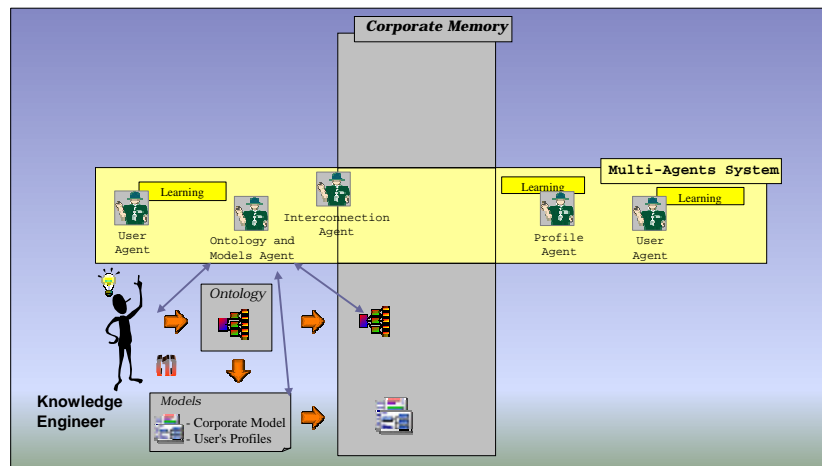 Corporate Memory
Multi-Agents System
Learning
Learning
Learning
User
Agent
Ontology and
Models Agent
Interconnection
Agent
Profile
Agent
User
Agent
Ontology
Knowledge
Engineer
Models
- Corporate Model
- User's Profiles